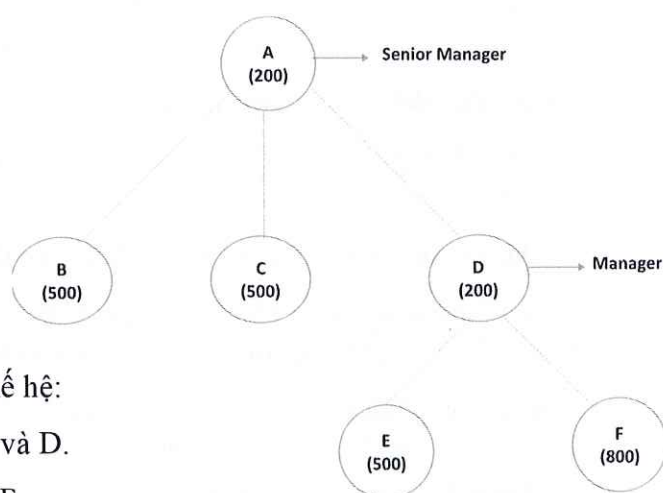 A
(200)
Senior Manager
B
(500)
C
(500)
D
(200)
Manager
ế hệ:
và D.
E
(500)
F
(800)